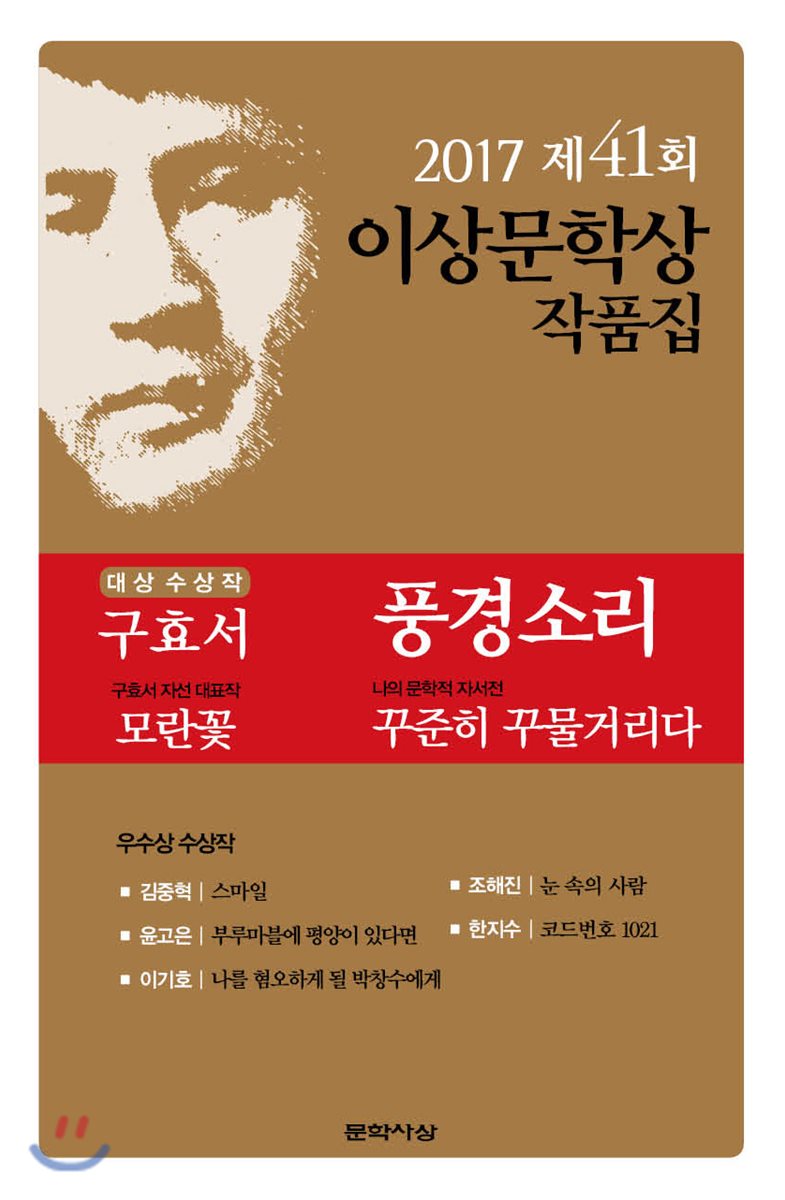 2017 제41회
이상문학상
작품집
대상 수상작
구효서
풍경소리
구효서 자선 대표작
모란꽃
나의 문학적 자서전
꾸준히 꾸물거리다
우수상 수상작
■ 김중혁 | 스마일
■ 윤고은 | 부루마블에 평양이 있다면
■ 이기호 | 나를 혐오하게 될 박창수에게
■ 조해진 | 눈 속의 사람
■ 한지수 | 코드번호 1021
문학사상